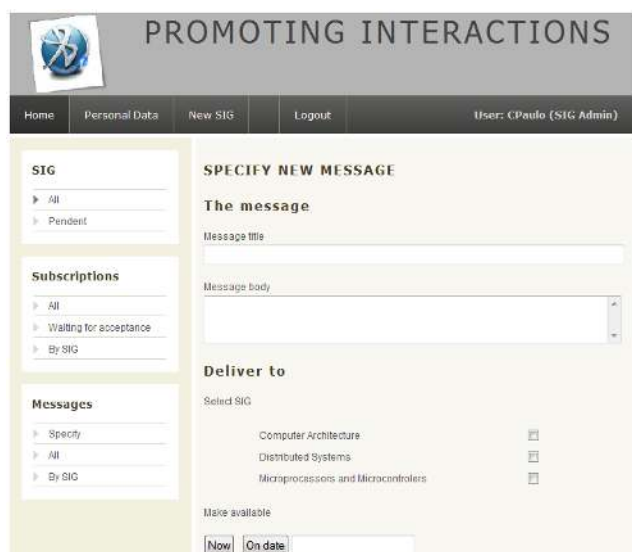 PROMOTING INTERACTIONS
Home Personal Data New SIG Logout User: CPaulo (SIG Admin)
SIG
All
Pendent
Subscriptions
All
Waiting for acceptance
By SIG
Messages
Specify
All
By SIG
SPECIFY NEW MESSAGE
The message
Message title
Message body
Deliver to
Select SIG
Computer Architecture
Distributed Systems
Microprocessors and Microcontrolers
Make available
Now On date